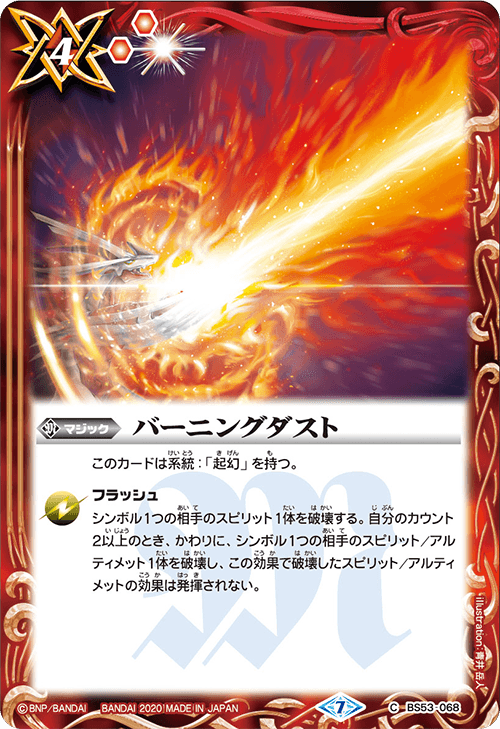 4
マジック
バーニングダスト
このカードは系統：「起幻」を持つ。
フラッシュ
シンボル1つの相手のスピリット1体を破壊する。自分のカウント
2以上のとき、かわりに、シンボル1つの相手のスピリット/アル
ティメット1体を破壊し、この効果で破壊したスピリット/アルティ
メットの効果は発揮されない。
illustration：青井 岳人
©BNP/BANDAI BANDAI 2020 MADE IN JAPAN
7
C BS53-068